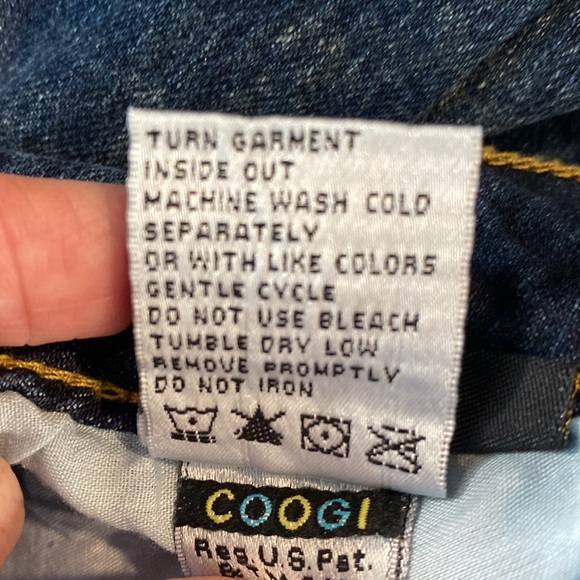 TURN GARMENT
INSIDE OUT
MACHINE WASH COLD
SEPARATELY
OR WITH LIKE COLORS
GENTLE CYCLE
DO NOT USE BLEACH
TUMBLE DRY LOW
REMOVE PROMPTLY
DO NOT IRON
COOGI
Reg. U.S. Pat.